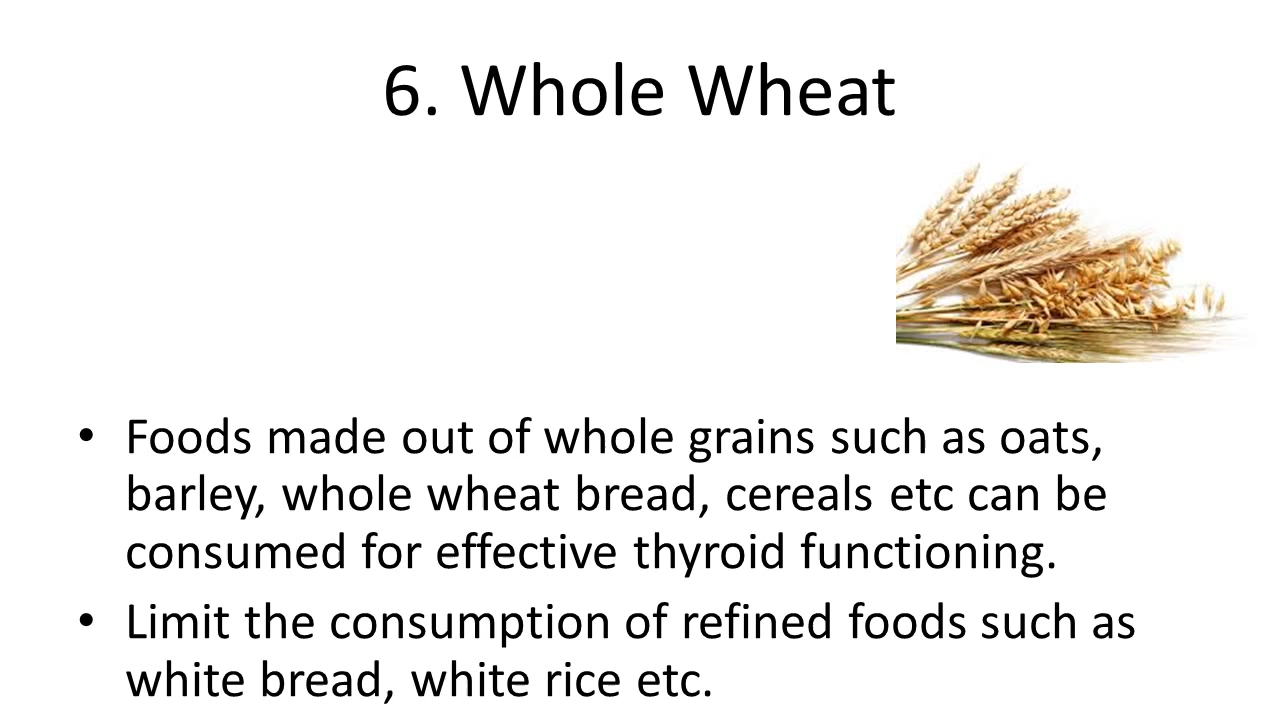 6. Whole Wheat
• Foods made out of whole grains such as oats,
barley, whole wheat bread, cereals etc can be
consumed for effective thyroid functioning.
• Limit the consumption of refined foods such as
white bread, white rice etc.